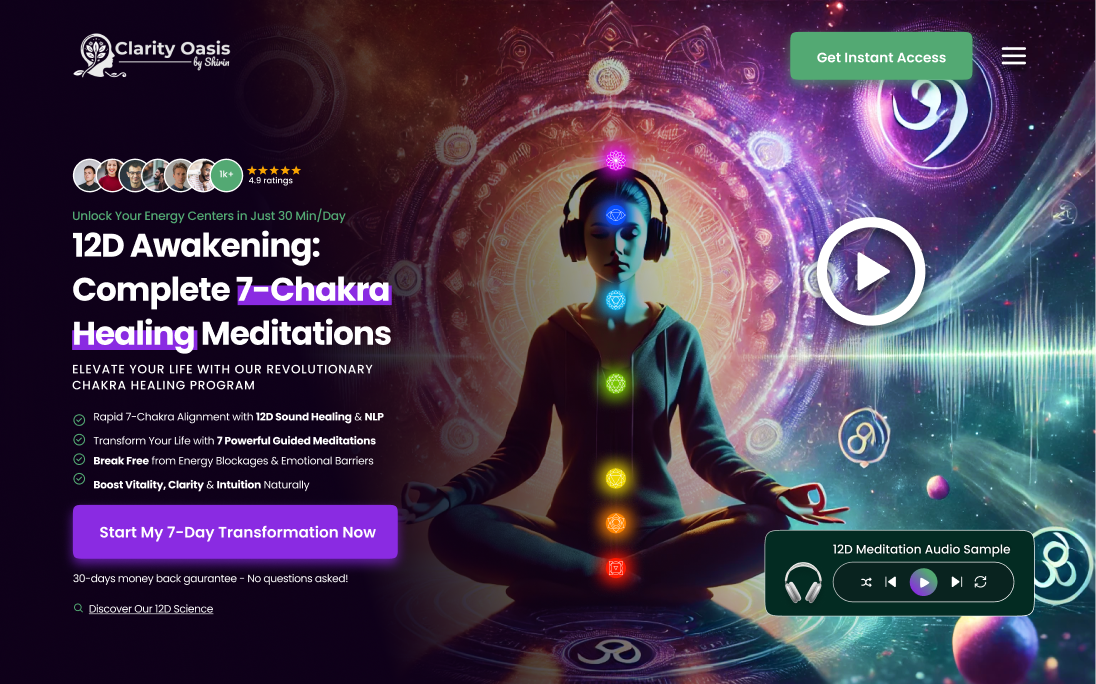 Clarity Oasis
by Shirin
Get Instant Access
1k+
4.9 ratings
Unlock Your Energy Centers in Just 30 Min/Day
12D Awakening:
Complete 7-Chakra
Healing Meditations
ELEVATE YOUR LIFE WITH OUR REVOLUTIONARY
CHAKRA HEALING PROGRAM
Rapid 7-Chakra Alignment with 12D Sound Healing & NLP
Transform Your Life with 7 Powerful Guided Meditations
Break Free from Energy Blockages & Emotional Barriers
Boost Vitality, Clarity & Intuition Naturally
Start My 7-Day Transformation Now
30-days money back gaurantee - No questions asked!
Discover Our 12D Science
12D Meditation Audio Sample